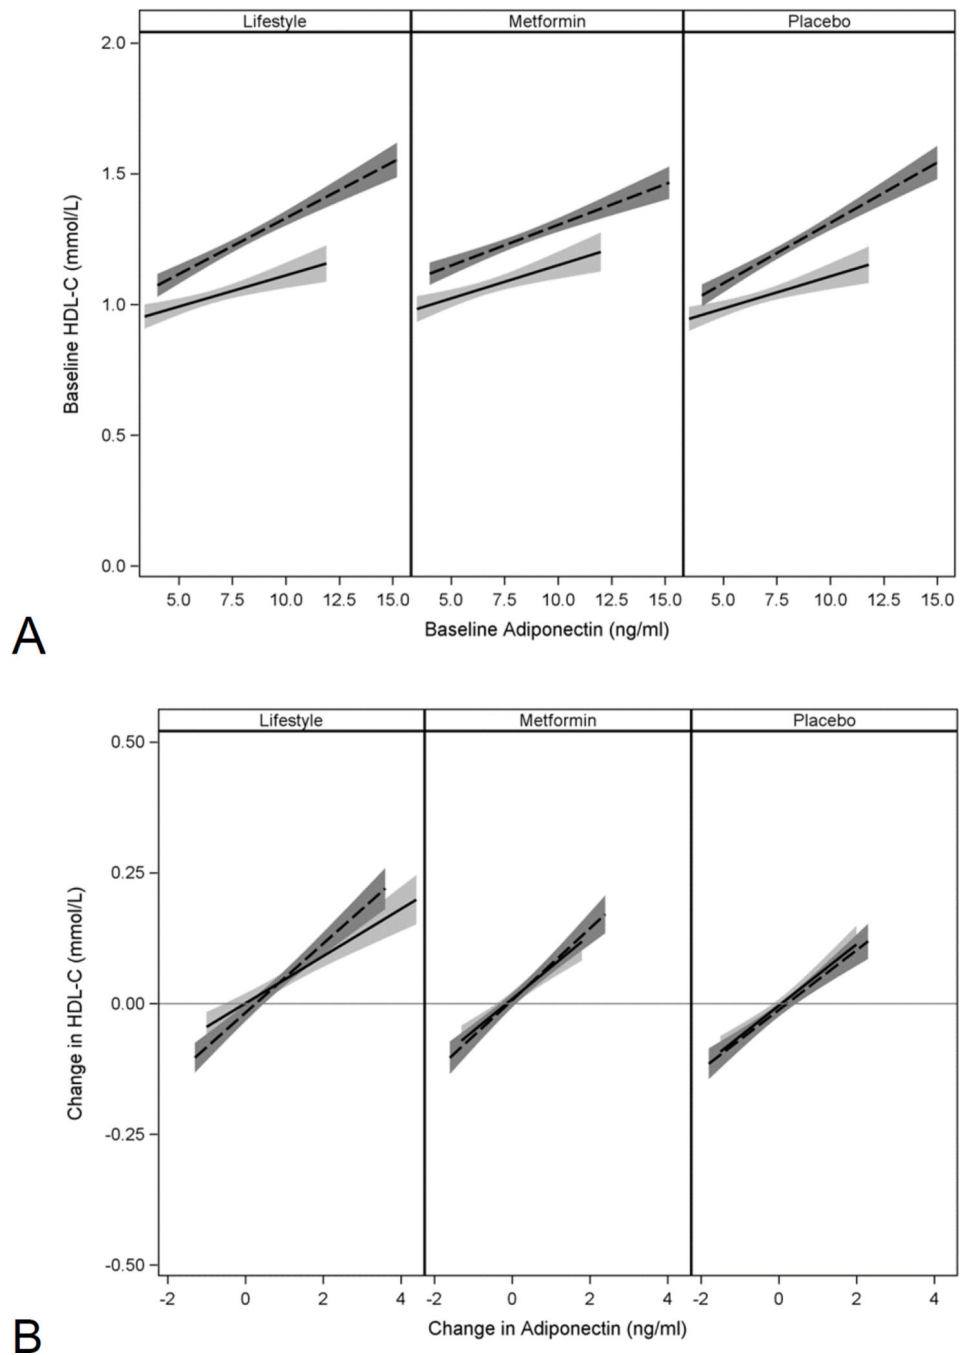 Lifestyle Metformin Placebo
2.0
1.5
1.0
0.5
0.0
Baseline HDL-C (mmol/L)
5.0 7.5 10.0 12.5 15.0 5.0 7.5 10.0 12.5 15.0 5.0 7.5 10.0 12.5 15.0
Baseline Adiponectin (ng/ml)
A
Lifestyle Metformin Placebo
0.50
0.25
0.00
-0.25
-0.50
Change in HDL-C (mmol/L)
-2 0 2 4 -2 0 2 4 -2 0 2 4
Change in Adiponectin (ng/ml)
B